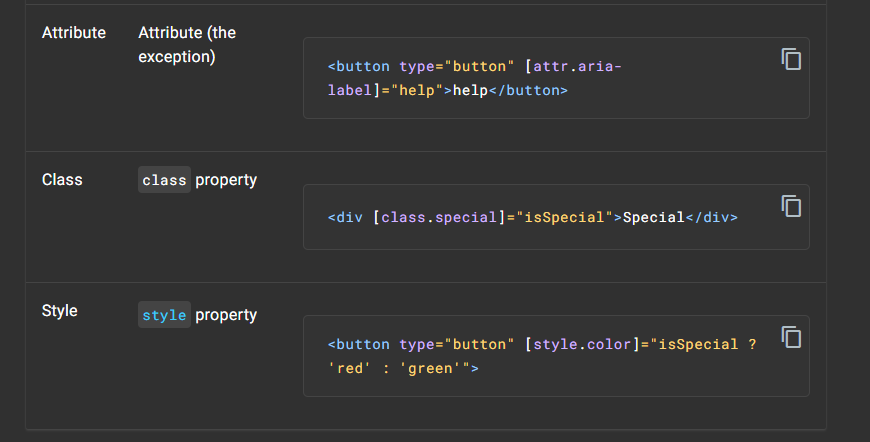 Attribute
Attribute (the
exception)
<button type="button" [attr.aria-
label]="help">help</button>
Class
class property
<div [class.special]="isSpecial">Special</div>
Style
style property
<button type="button" [style.color]="isSpecial ?
'red' : 'green'">